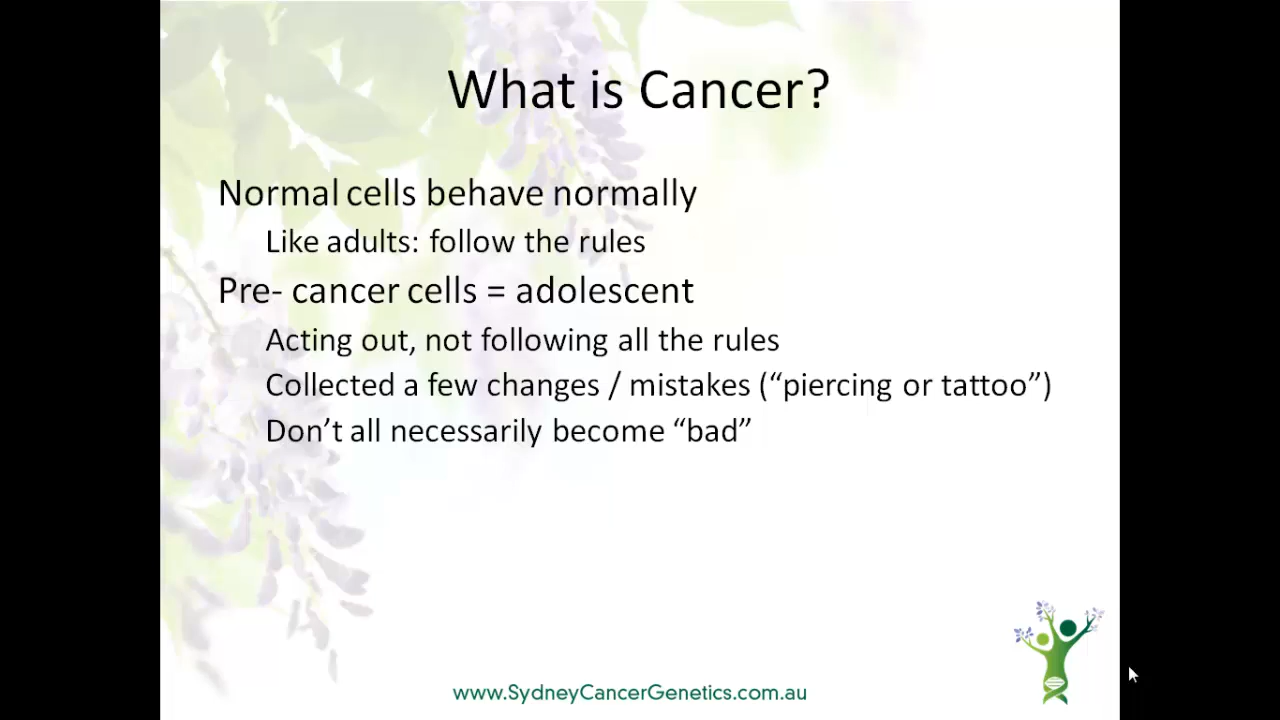 What is Cancer?
Normal cells behave normally
Like adults: follow the rules
Pre- cancer cells = adolescent
Acting out, not following all the rules
Collected a few changes / mistakes (“piercing or tattoo”)
Don’t all necessarily become “bad”
www.SydneyCancerGenetics.com.au